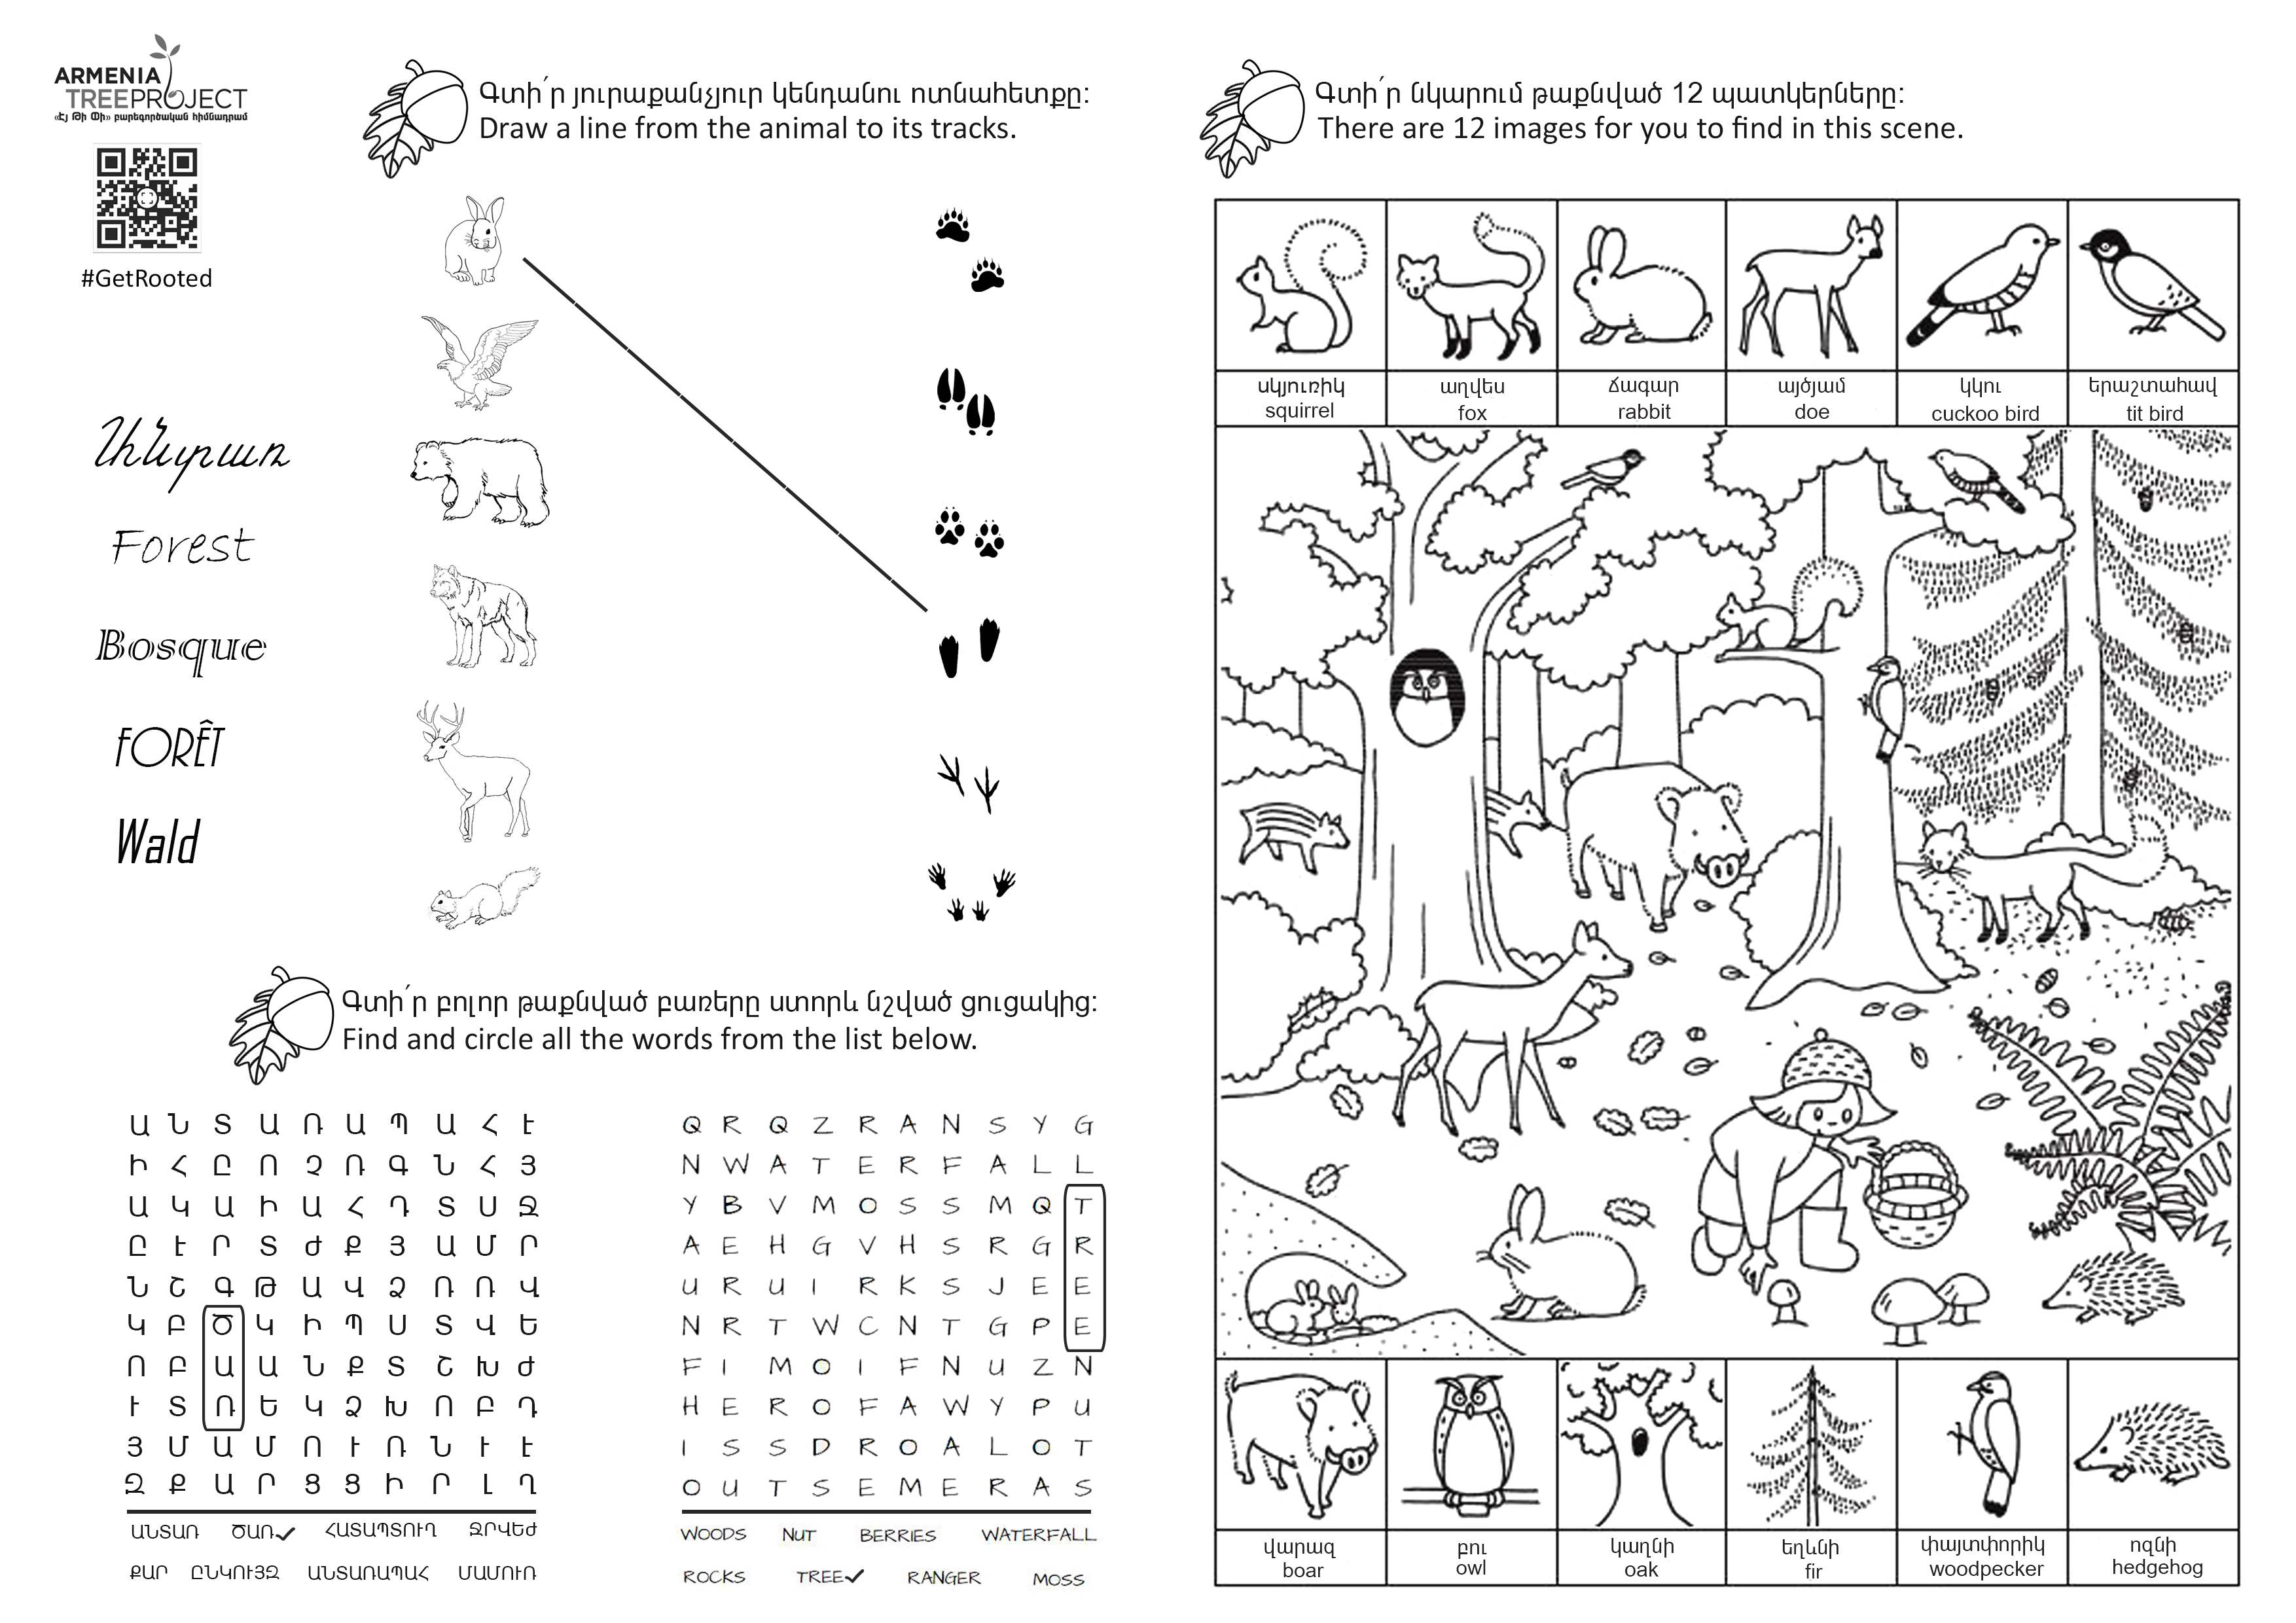 ARMENIA
TREEPROJECT
«Էյ Թի Փի» բարեգործական հիմնադրամ
#GetRooted
Գտի՛ր յուրաքանչյուր կենդանու ոտնահետքը:
Draw a line from the animal to its tracks.
Անտառ
Forest
Bosque
FORÊT
Wald
Գտի՛ր բոլոր թաքնված բառերը ստորև նշված ցուցակից:
Find and circle all the words from the list below.
Ա Ն Տ Ա Ռ Ա Պ Ա Հ Է
Ի Հ Ը Ո Չ Ռ Գ Ն Հ Յ
Ա Կ Ա Ի Ա Հ Դ Տ Ս Ջ
Ը Է Ր Տ Ժ Ք Յ Ա Մ Ր
Ն Շ Գ Թ Ա Վ Ձ Ռ Ռ Վ
Կ Բ Ծ Կ Ի Պ Ս Տ Վ Ե
Ո Բ Ա Ա Ն Ք Տ Շ Խ Ժ
Ւ Տ Ռ Ե Կ Ձ Խ Ո Բ Դ
Յ Մ Ա Մ Ո Ւ Ռ Ն Ւ Է
Զ Ք Ա Ր Ց Ց Ի Ր Լ Ղ
ԱՆՏԱՌ ԾԱՌ ՀԱՏԱՊՏՈՒՂ ՋՐՎԵԺ
ՔԱՐ ԸՆԿՈՒՅԶ ԱՆՏԱՌԱՊԱՀ ՄԱՄՈՒՌ
Q R Q Z R A N S Y G
N W A T E R F A L L
Y B V M O S S M Q T
A E H G V H S R G R
U R U I R K S J E E
N R T W C N T G P E
F I M O I F N U Z N
H E R O F A W Y P U
I S S D R O A L O T
O U T S E M E R A S
WOODS NUT BERRIES WATERFALL
ROCKS TREE RANGER MOSS
Գտի՛ր նկարում թաքնված 12 պատկերները:
There are 12 images for you to find in this scene.
սկյուռիկ աղվես ճագար այծյամ կկու երաշտահավ
squirrel fox rabbit doe cuckoo bird tit bird
վարազ բու կաղնի եղևնի փայտփորիկ ոզնի
boar owl oak fir woodpecker hedgehog